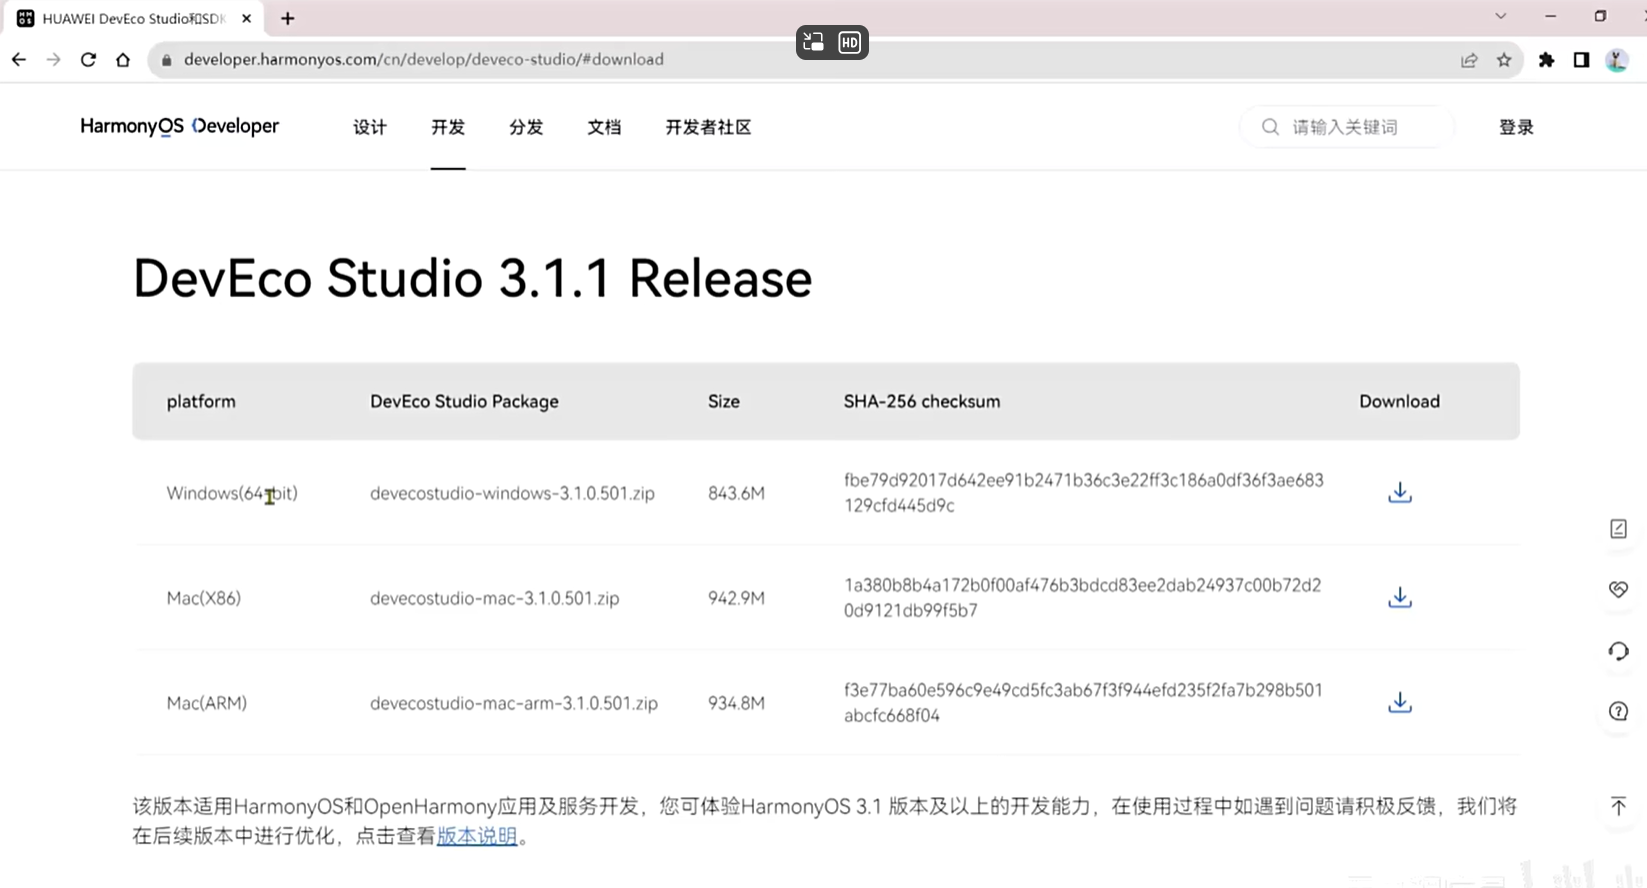 HUAWEI DevEco Studio和SDK
HD
developer.harmonyos.com/cn/develop/deveco-studio/#download
HarmonyOS Developer
设计
开发
分发
文档
开发者社区
请输入关键词
登录
DevEco Studio 3.1.1 Release
platform DevEco Studio Package Size SHA-256 checksum Download
Windows(64-bit) devecostudio-windows-3.1.0.501.zip 843.6M fbe79d92017d642ee91b2471b36c3e22ff3c186a0df36f3ae683
129cfd445d9c
Mac(X86) devecostudio-mac-3.1.0.501.zip 942.9M 1a380b8b4a172b0f00af476b3bdcd83ee2dab24937c00b72d2
0d9121db99f5b7
Mac(ARM) devecostudio-mac-arm-3.1.0.501.zip 934.8M f3e77ba60e596c9e49cd5fc3ab67f3f944efd235f2fa7b298b501
abcfc668f04
该版本适用HarmonyOS和OpenHarmony应用及服务开发，您可体验HarmonyOS 3.1 版本及以上的开发能力，在使用过程中如遇到问题请积极反馈，我们将
在后续版本中进行优化，点击查看版本说明。